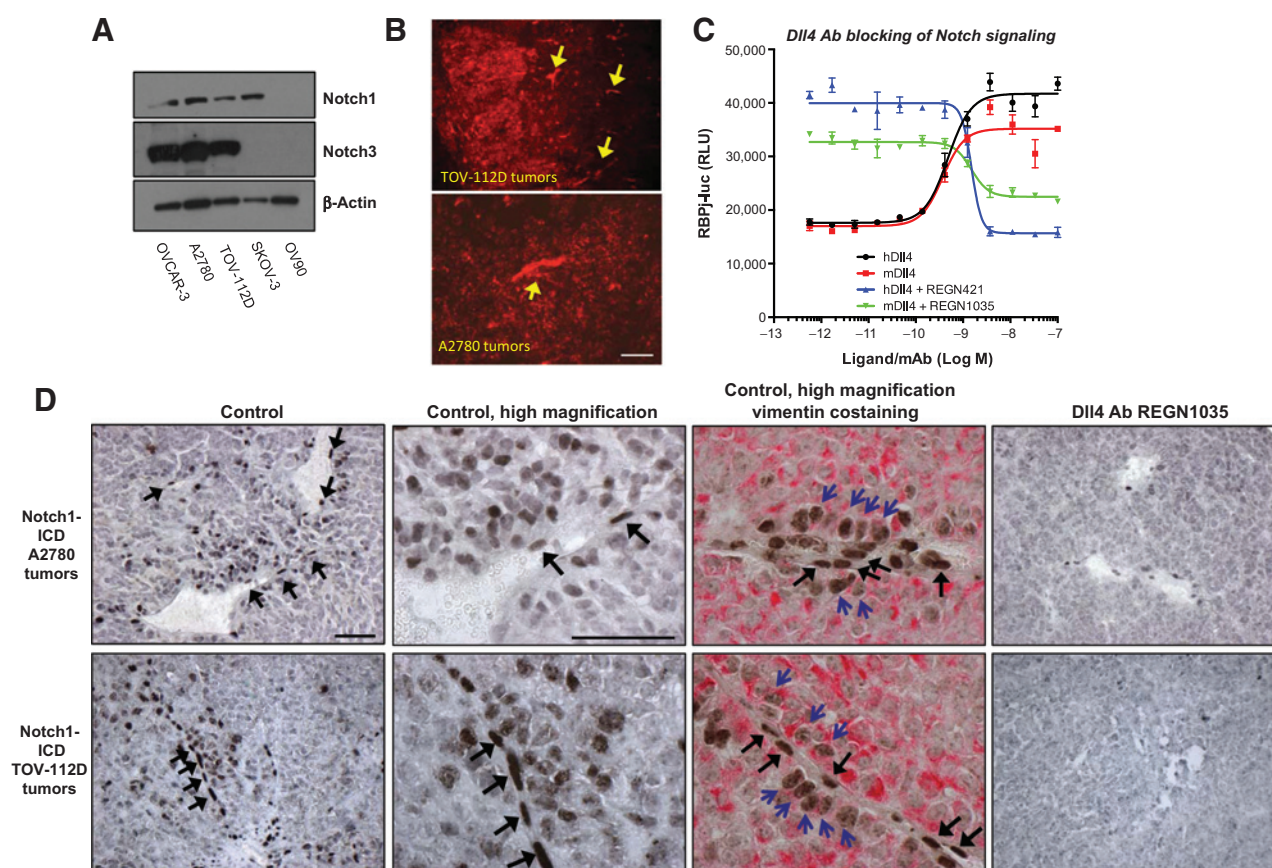 A
Notch1
Notch3
β-Actin
OVCAR-3
A2780
TOV-112D
SKOV-3
OV90
B
TOV-112D tumors
A2780 tumors
C
Dll4 Ab blocking of Notch signaling
50,000
40,000
30,000
20,000
10,000
0
RBPj-luc (RLU)
hDll4
mDll4
hDll4 + REGN421
mDll4 + REGN1035
–13 –12 –11 –10 –9 –8 –7
Ligand/mAb (Log M)
D
Control
Control, high magnification
Control, high magnification
vimentin costaining
Dll4 Ab REGN1035
Notch1-
ICD
A2780
tumors
Notch1-
ICD
TOV-112D
tumors